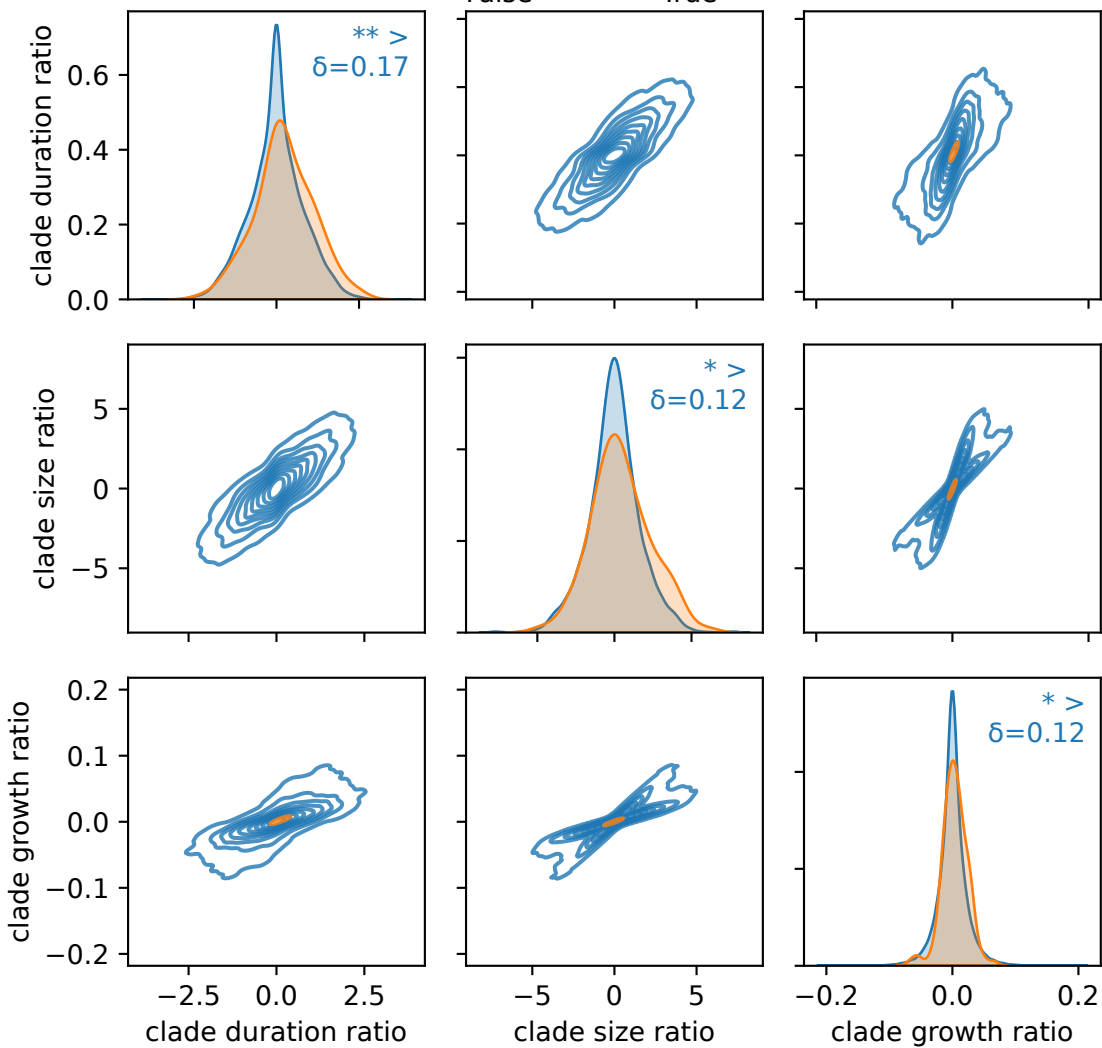 clade duration ratio
0.6
0.4
0.2
0.0
** >
δ=0.17
clade size ratio
5
0
−5
* >
δ=0.12
clade growth ratio
0.2
0.1
0.0
−0.1
−0.2
* >
δ=0.12
−2.5 0.0 2.5
clade duration ratio
−5 0 5
clade size ratio
−0.2 0.0 0.2
clade growth ratio